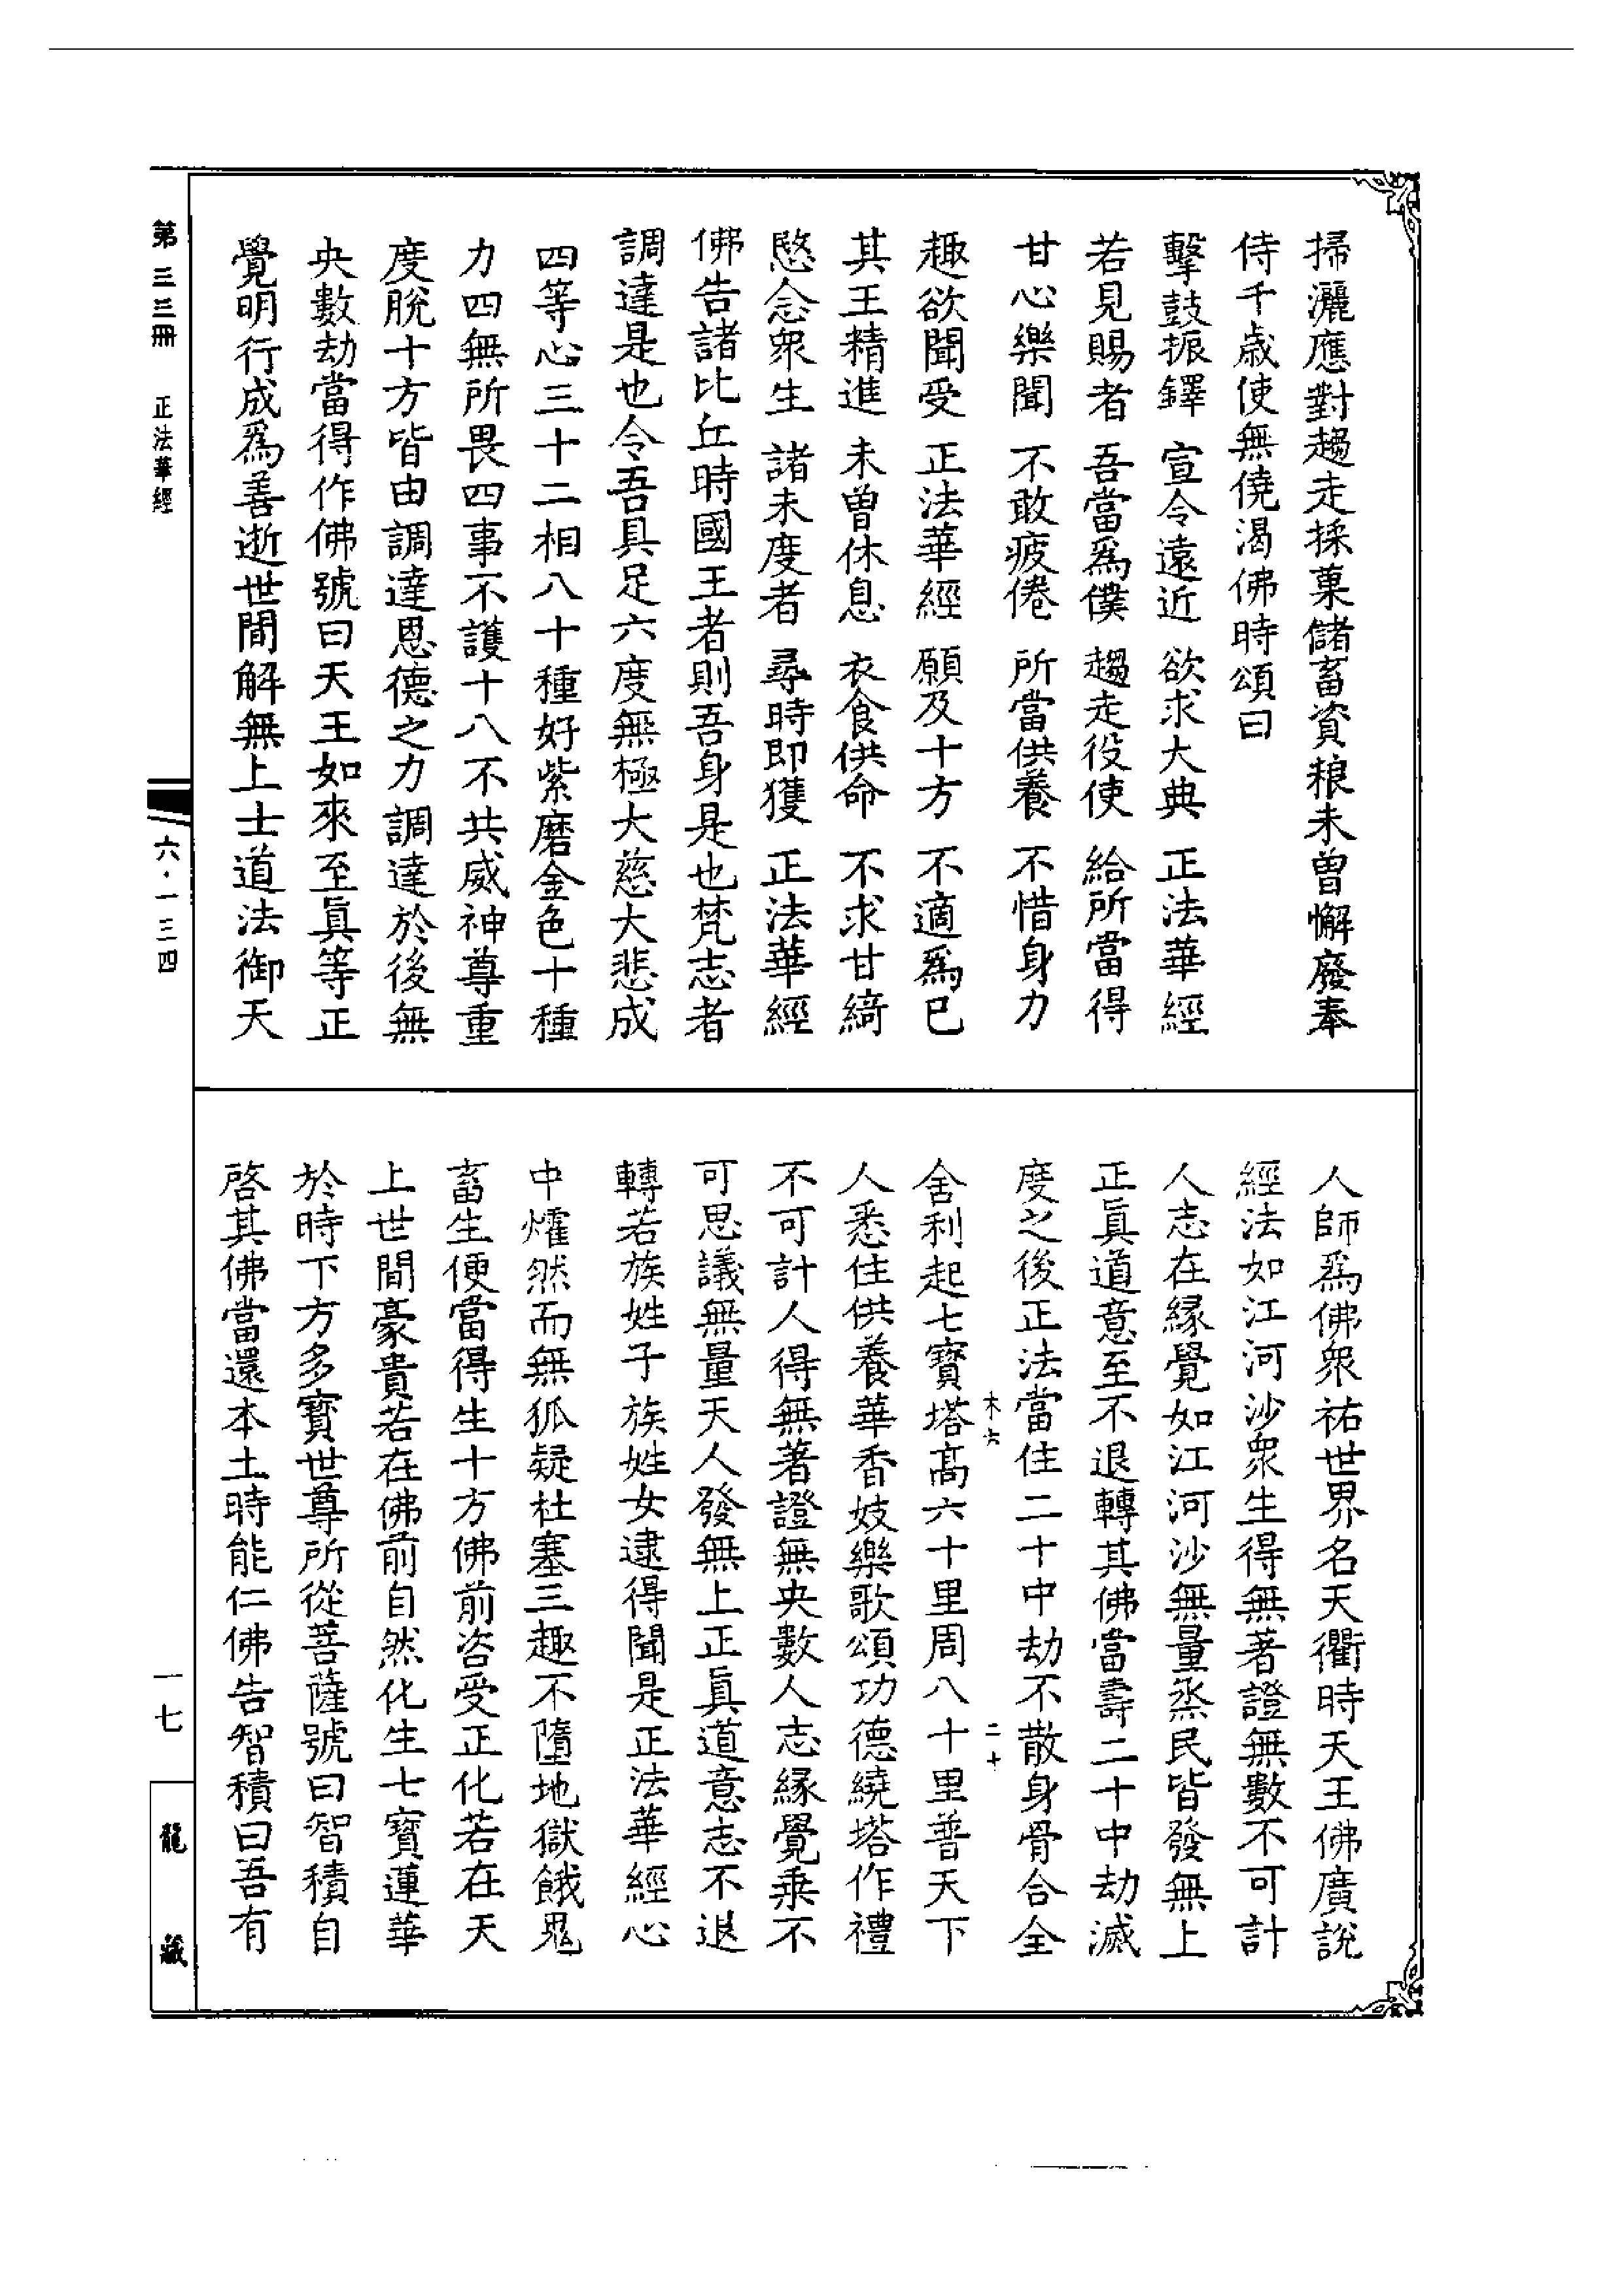 掃灑應對趨走採菓儲畜資粮未曾懈廢奉
侍千歲使無僥渴佛時頌曰
擊鼓振鐸 宣令遠近 欲求大典 正法華經
若見賜者 吾當爲僕 趨走役使 給所當得
甘心樂聞 不敢疲倦 所當供養 不惜身力
趣欲聞受 正法華經 願及十方 不適爲已
其王精進 未曾休息 衣食供命 不求甘綺
愍念衆生 諸未度者 尋時即獲 正法華經
佛告諸比丘時國王者則吾身是也梵志者
調達是也令吾具足六度無極大慈大悲成
四等心三十二相八十種好紫磨金色十種
力四無所畏四事不護十八不共威神尊重
度脫十方皆由調達恩德之力調達於後無
央數劫當得作佛號曰天王如來至眞等正
覺明行成爲善逝世間解無上士道法御天
人師爲佛衆祐世界名天衢時天王佛廣說
經法如江河沙衆生得無著證無數不可計
人志在緣覺如江河沙無量烝民皆發無上
正眞道意至不退轉其佛當壽二十中劫滅
度之後正法當住二十中劫不散身骨合全
舍利起七寶塔高六十里周八十里普天下
人悉住供養華香妓樂歌頌功德繞塔作禮
不可計人得無著證無央數人志緣覺乘不
可思議無量天人發無上正眞道意志不退
轉若族姓子族姓女逮得聞是正法華經心
中燿然而無狐疑杜塞三趣不墮地獄餓鬼
畜生便當得生十方佛前咨受正化若在天
上世間豪貴若在佛前自然化生七寶蓮華
於時下方多寶世尊所從菩薩號曰智積自
啓其佛當還本土時能仁佛告智積曰吾有
第三三冊 正法華經
六·一三四
一七
龍藏
二十